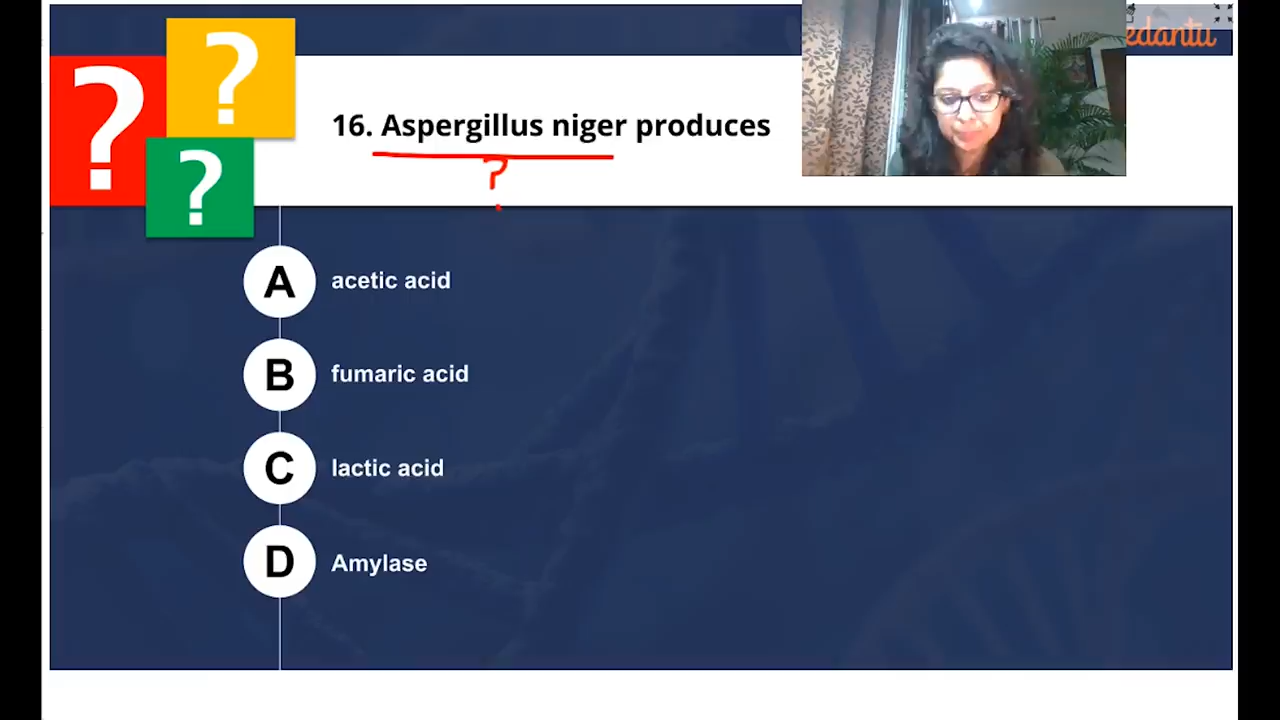 ? ? ?
edantu
16. Aspergillus niger produces
?
A acetic acid
B fumaric acid
C lactic acid
D Amylase